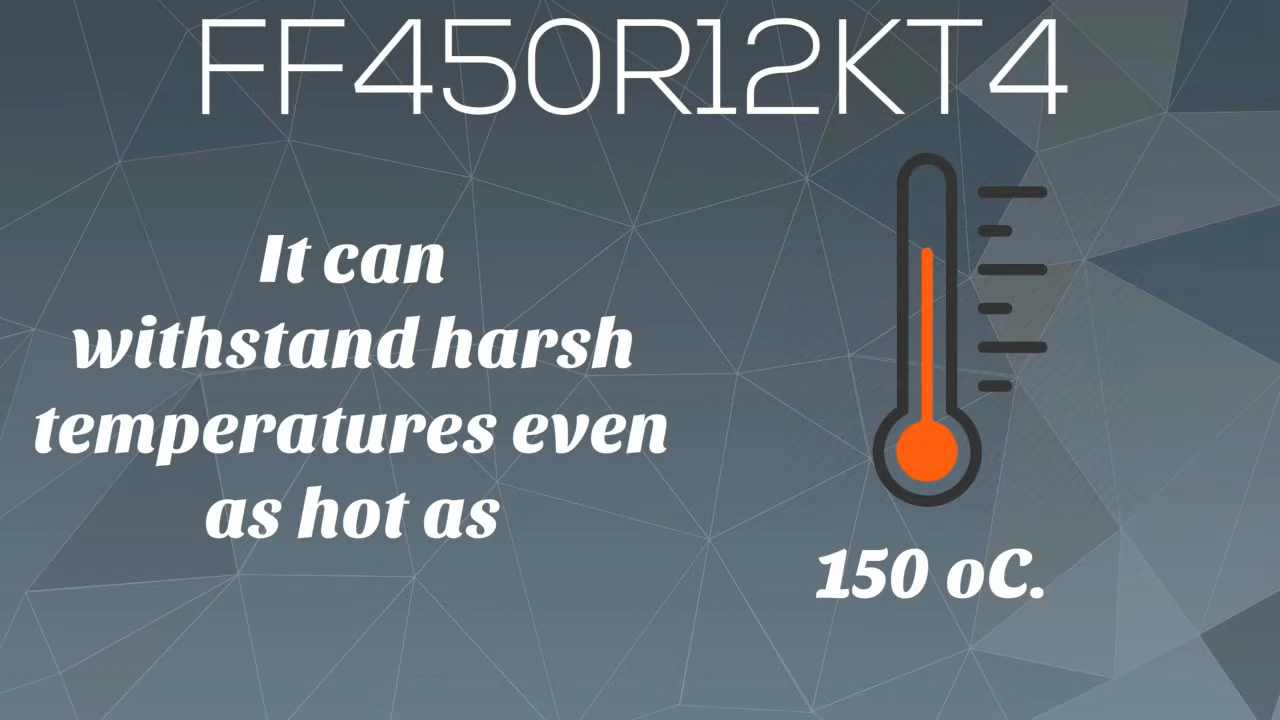 FF450R12KT4
It can
withstand harsh
temperatures even
as hot as
150 oC.